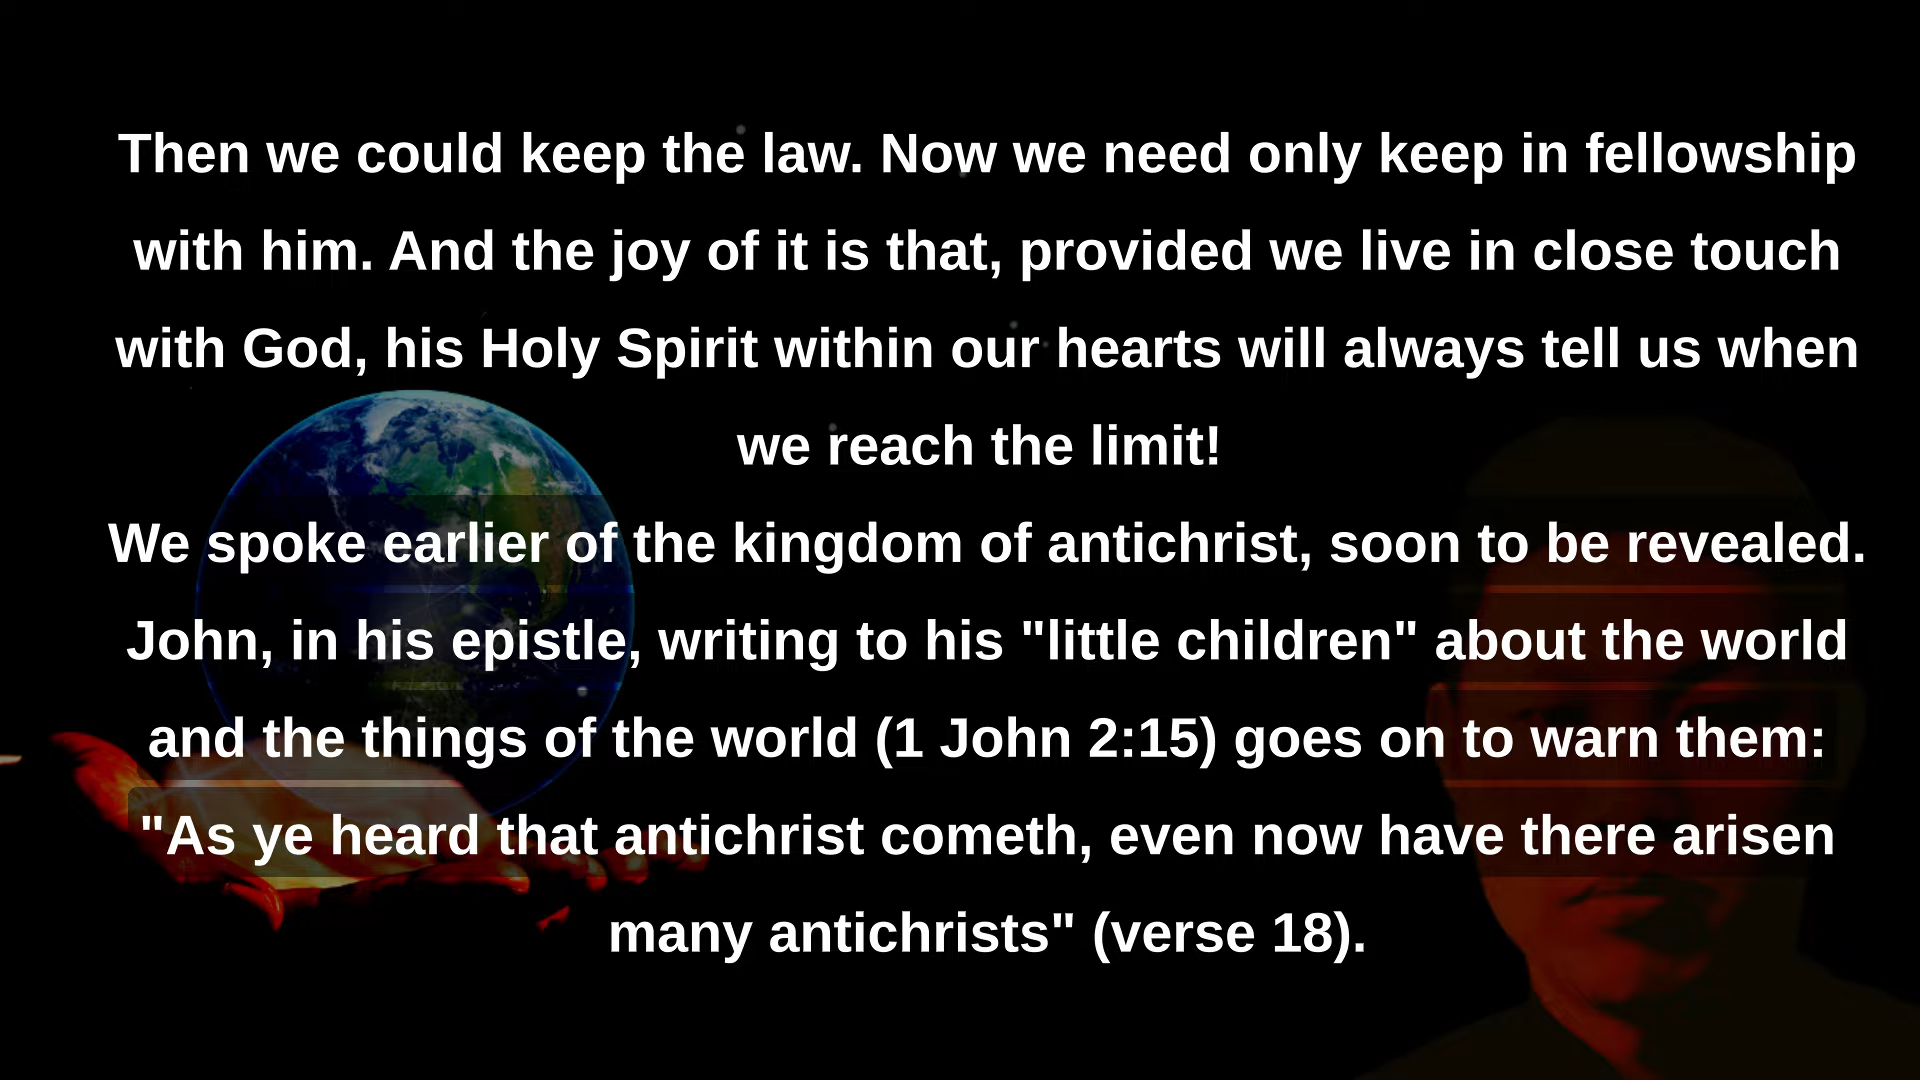 Then we could keep the law. Now we need only keep in fellowship
with him. And the joy of it is that, provided we live in close touch
with God, his Holy Spirit within our hearts will always tell us when
we reach the limit!
We spoke earlier of the kingdom of antichrist, soon to be revealed.
John, in his epistle, writing to his "little children" about the world
and the things of the world (1 John 2:15) goes on to warn them:
"As ye heard that antichrist cometh, even now have there arisen
many antichrists" (verse 18).